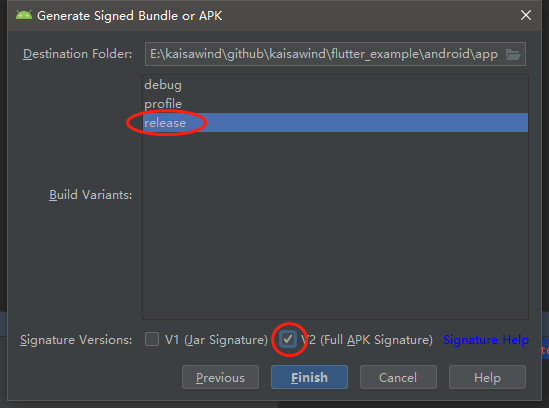 Generate Signed Bundle or APK
Destination Folder: E:\kaisawind\github\kaisawind\flutter_example\android\app
debug
profile
release
Build Variants:
Signature Versions: V1 (Jar Signature) V2 (Full APK Signature) Signature Help
Previous Finish Cancel Help